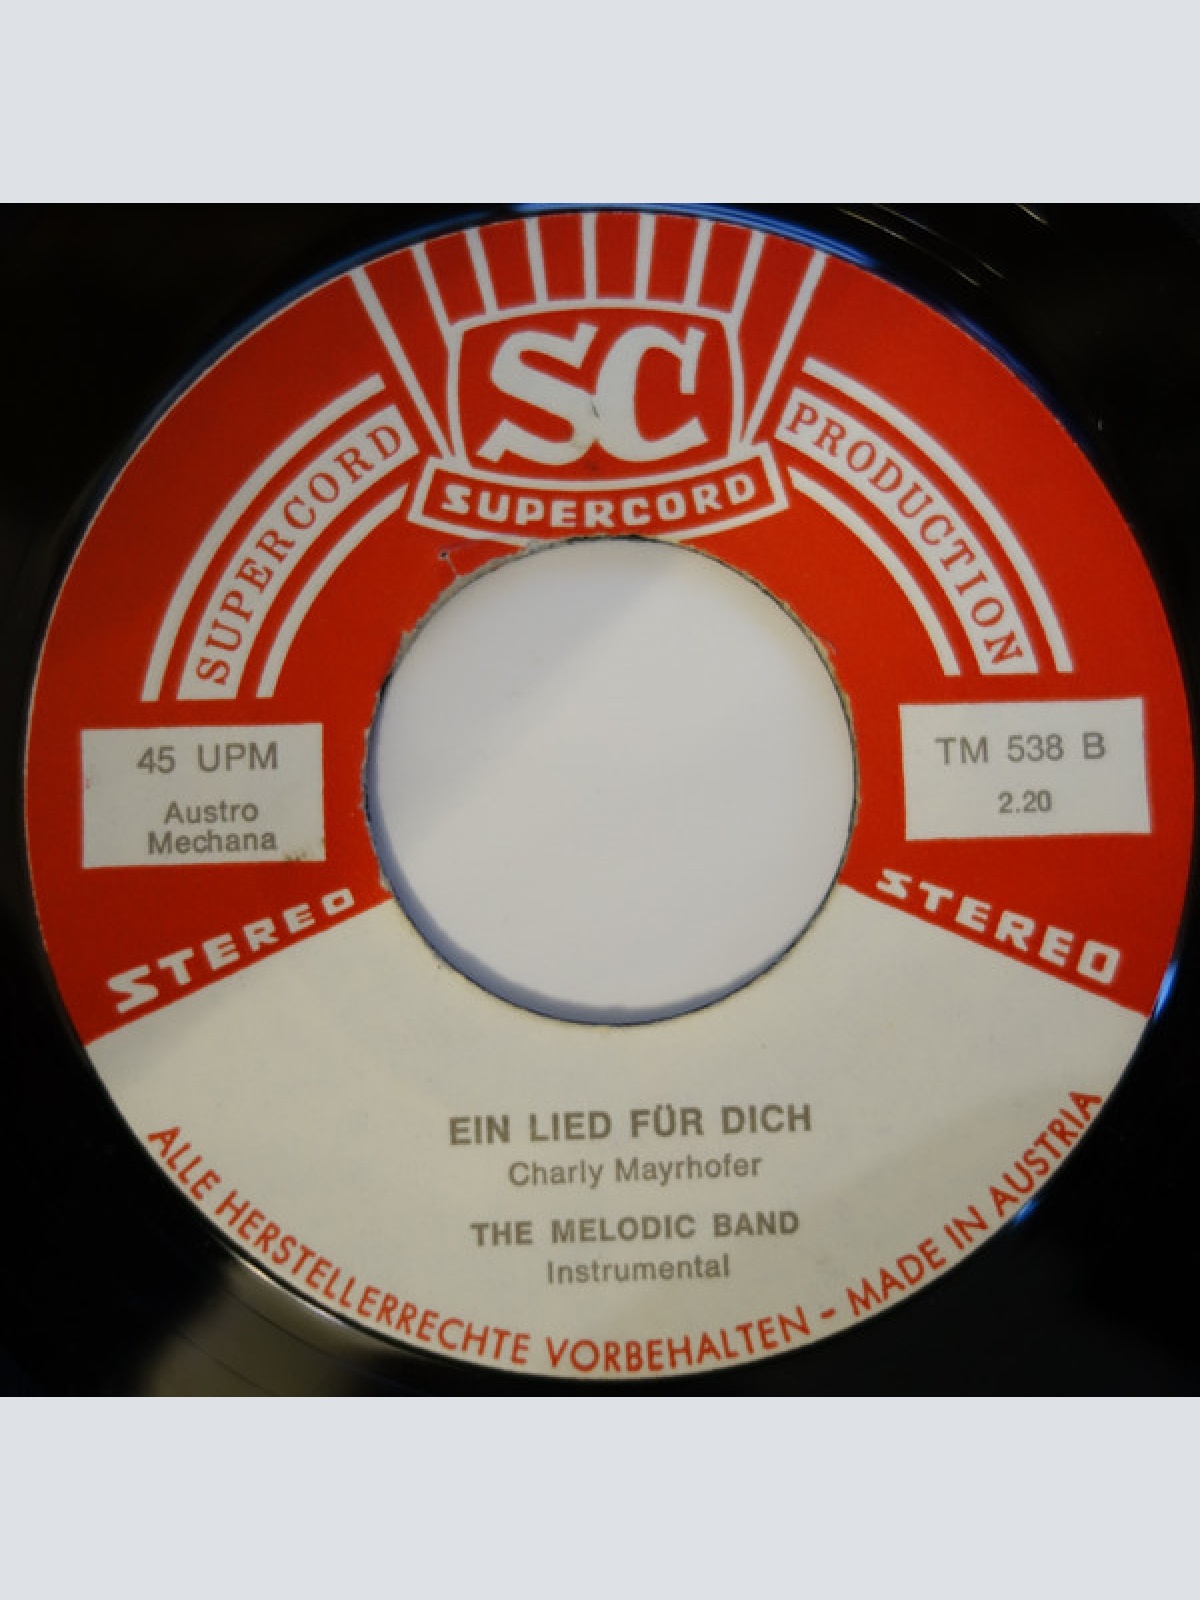 SC
SUPERCORD
SUPERCORD
PRODUCTION
45 UPM
Austro
Mechana
TM 538 B
2.20
STEREO
STEREO
EIN LIED FÜR DICH
Charly Mayrhofer
THE MELODIC BAND
Instrumental
ALLE HERSTELLERRECHTE VORBEHALTEN - MADE IN AUSTRIA